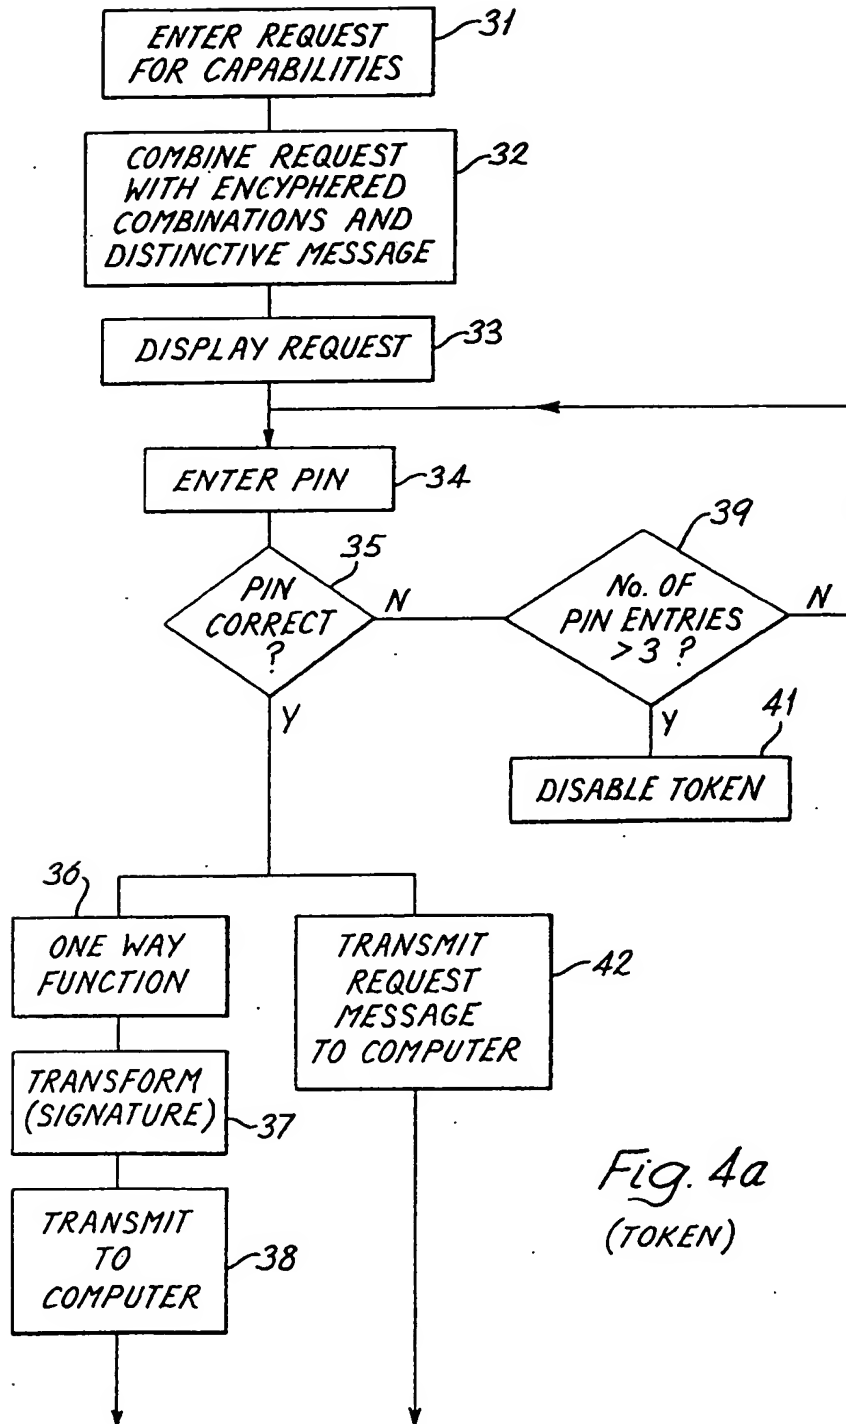 ENTER REQUEST
FOR CAPABILITIES
31
COMBINE REQUEST
WITH ENCYPHERED
COMBINATIONS AND
DISTINCTIVE MESSAGE
32
DISPLAY REQUEST
33
ENTER PIN
34
PIN
CORRECT
?
35
N
Y
No. OF
PIN ENTRIES
> 3 ?
39
N
Y
DISABLE TOKEN
41
36
ONE WAY
FUNCTION
TRANSFORM
(SIGNATURE)
37
TRANSMIT
TO
COMPUTER
38
TRANSMIT
REQUEST
MESSAGE
TO COMPUTER
42
Fig. 4a
(TOKEN)